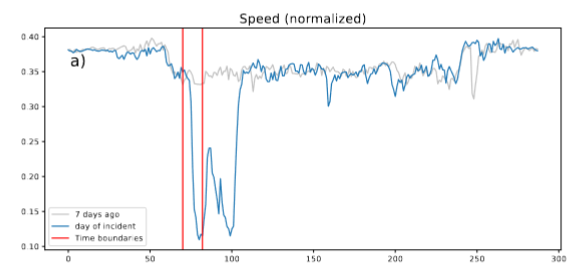 Speed (normalized)
0.40
a)
0.35
0.30
0.25
0.20
0.15
0.10
7 days ago
day of incident
Time boundaries
0 50 100 150 200 250 300